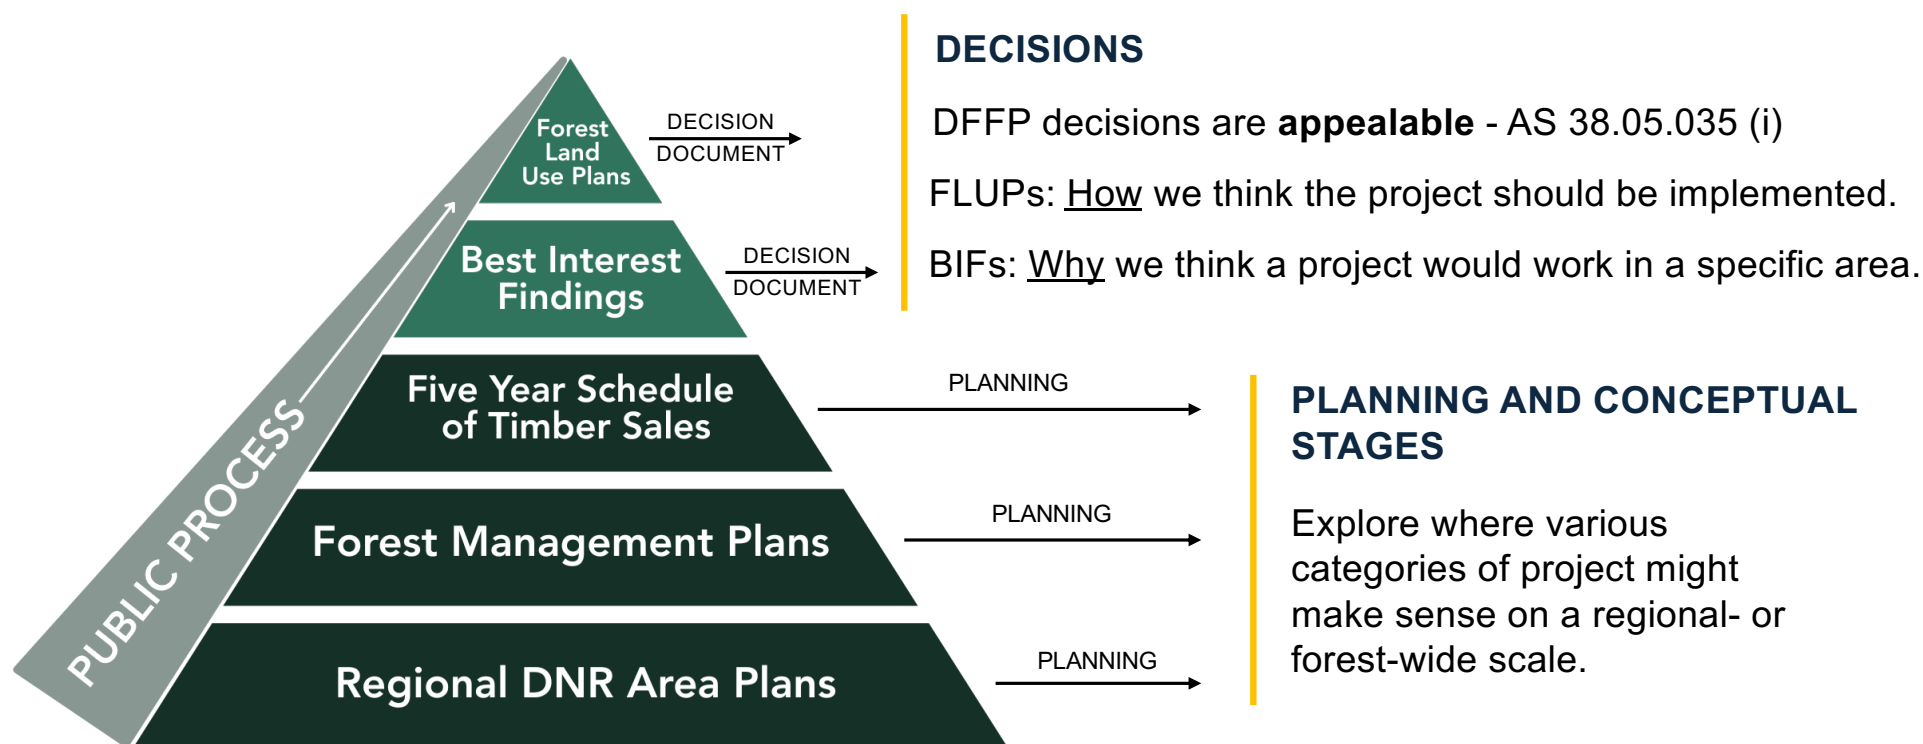 Forest
Land
Use Plans
DECISION
DOCUMENT
Best Interest
Findings
DECISION
DOCUMENT
Five Year Schedule
of Timber Sales
PLANNING
Forest Management Plans
PLANNING
Regional DNR Area Plans
PLANNING
PUBLIC PROCESS
DECISIONS
DFFP decisions are appealable - AS 38.05.035 (i)
FLUPs: How we think the project should be implemented.
BIFs: Why we think a project would work in a specific area.
PLANNING AND CONCEPTUAL
STAGES
Explore where various
categories of project might
make sense on a regional- or
forest-wide scale.